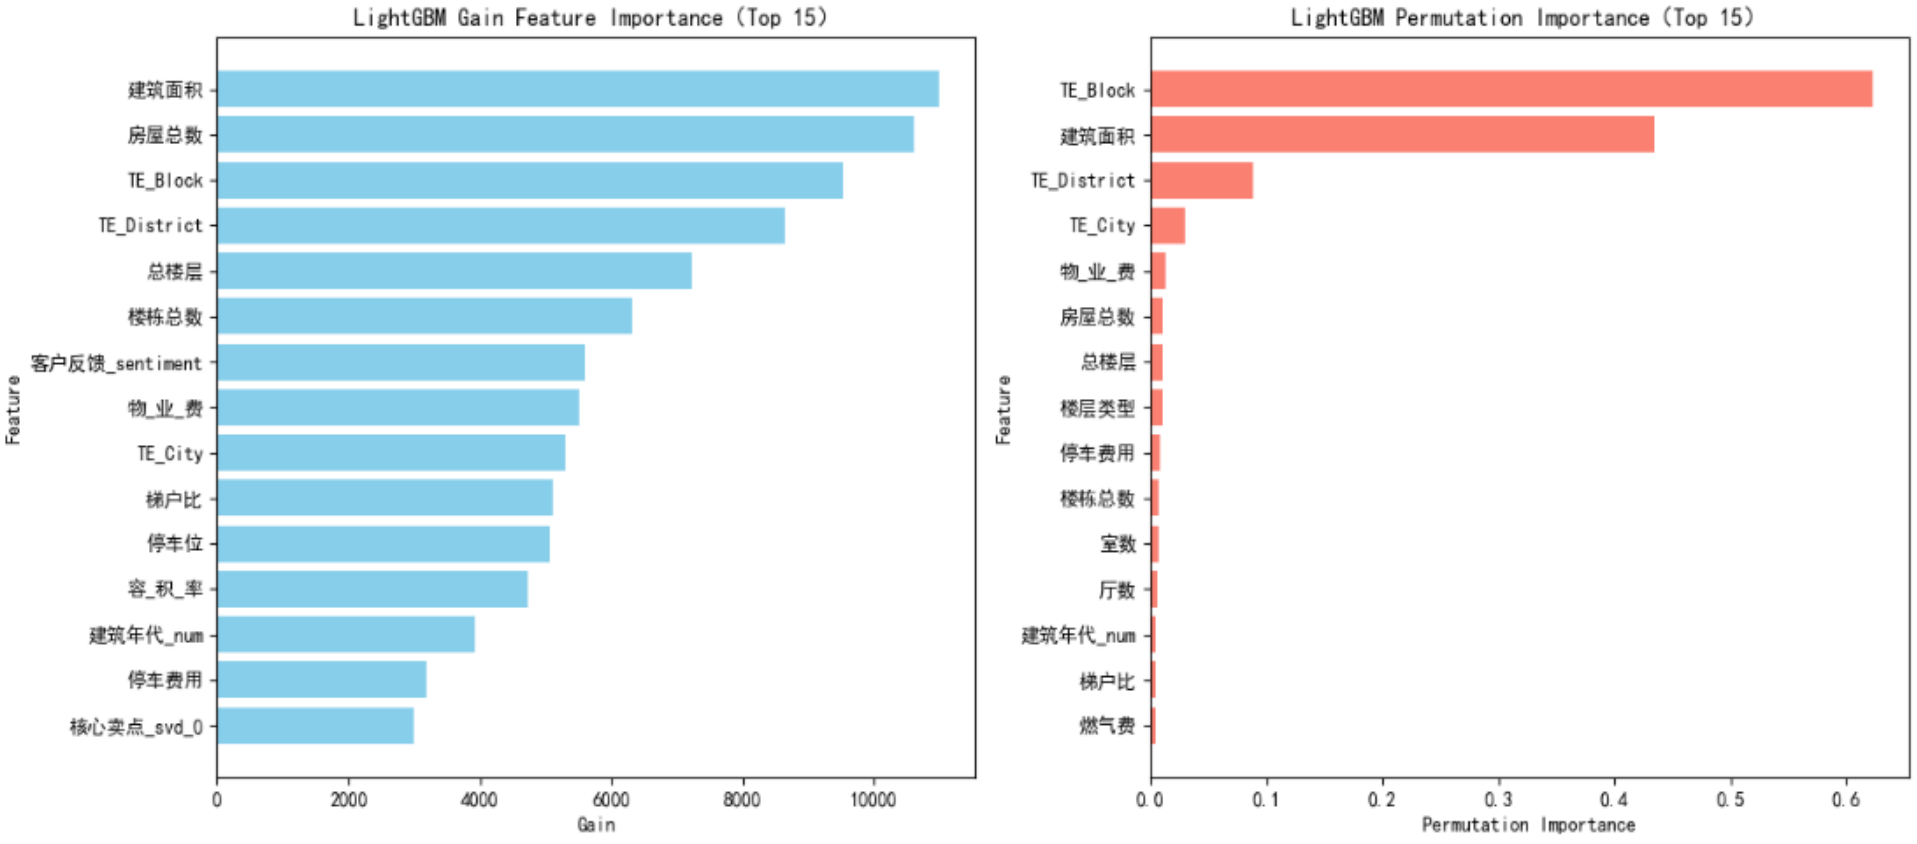 LightGBM Gain Feature Importance (Top 15)
Feature
建筑面积
房屋总数
TE_Block
TE_District
总楼层
楼栋总数
客户反馈_sentiment
物_业_费
TE_City
梯户比
停车位
容_积_率
建筑年代_num
停车费用
核心卖点_svd_0
0
2000
4000
6000
8000
10000
Gain
LightGBM Permutation Importance (Top 15)
Feature
TE_Block
建筑面积
TE_District
TE_City
物_业_费
房屋总数
总楼层
楼层类型
停车费用
楼栋总数
室数
厅数
建筑年代_num
梯户比
燃气费
0.0
0.1
0.2
0.3
0.4
0.5
0.6
Permutation Importance